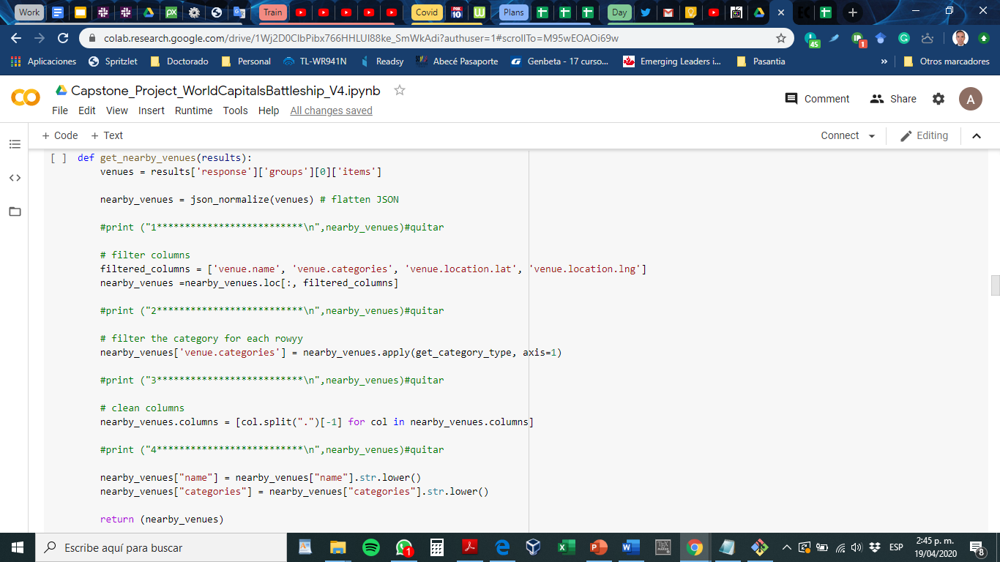 Work
Train
Covid
FOX 10
Plans
Day
colab.research.google.com/drive/1Wj2D0CIbPibx766HHLUl88ke_SmWkAdi?authuser=1#scrollTo=M95wEOAOi69w
45
1
Aplicaciones
Spritzlet
Doctorado
Personal
TL-WR941N
Readsy
Abecé Pasaporte
Genbeta - 17 curso...
Emerging Leaders i...
Pasantia
»
Otros marcadores
Capstone_Project_WorldCapitalsBattleship_V4.ipynb
Comment
Share
A
File Edit View Insert Runtime Tools Help All changes saved
+ Code + Text
Connect
Editing
[ ] def get_nearby_venues(results):
venues = results['response']['groups'][0]['items']
nearby_venues = json_normalize(venues) # flatten JSON
#print ("1**************************\n",nearby_venues)#quitar
# filter columns
filtered_columns = ['venue.name', 'venue.categories', 'venue.location.lat', 'venue.location.lng']
nearby_venues =nearby_venues.loc[:, filtered_columns]
#print ("2**************************\n",nearby_venues)#quitar
# filter the category for each rowyy
nearby_venues['venue.categories'] = nearby_venues.apply(get_category_type, axis=1)
#print ("3**************************\n",nearby_venues)#quitar
# clean columns
nearby_venues.columns = [col.split(".")[-1] for col in nearby_venues.columns]
#print ("4**************************\n",nearby_venues)#quitar
nearby_venues["name"] = nearby_venues["name"].str.lower()
nearby_venues["categories"] = nearby_venues["categories"].str.lower()
return (nearby_venues)
Escribe aquí para buscar
1
ESP
2:45 p. m.
19/04/2020
8